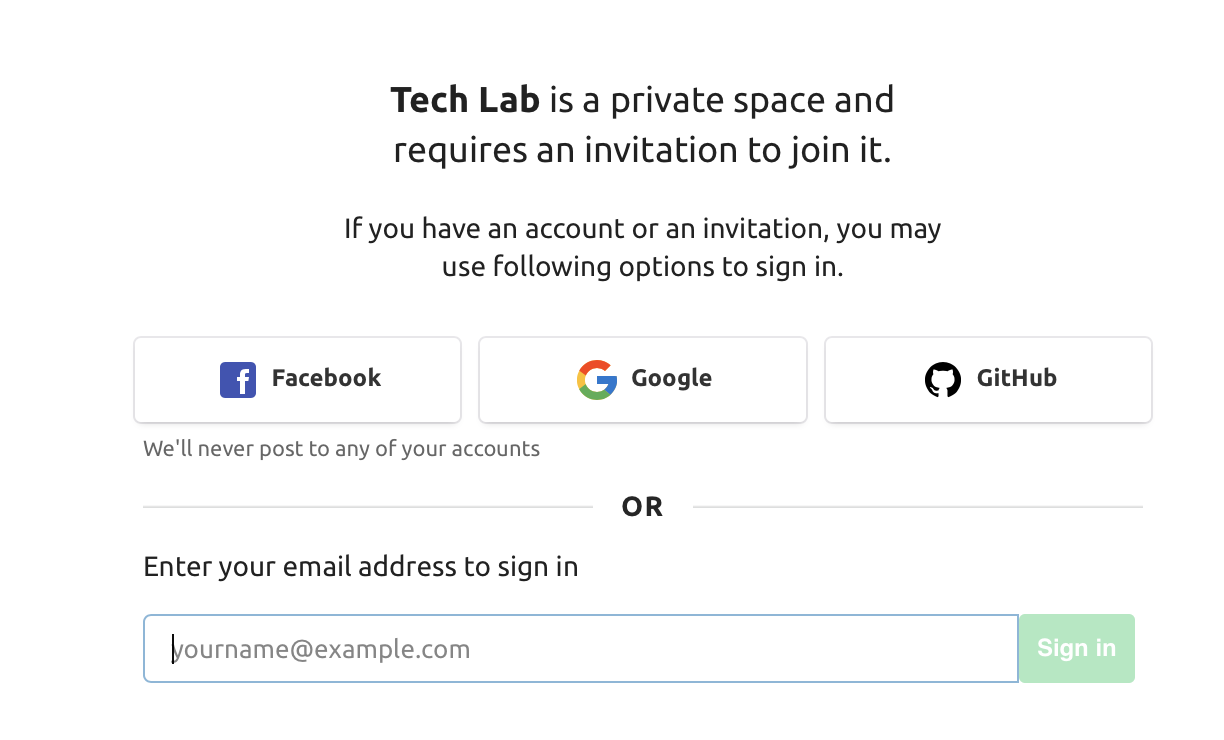 Tech Lab is a private space and
requires an invitation to join it.
If you have an account or an invitation, you may
use following options to sign in.
Facebook
Google
GitHub
We'll never post to any of your accounts
OR
Enter your email address to sign in
yourname@example.com
Sign in